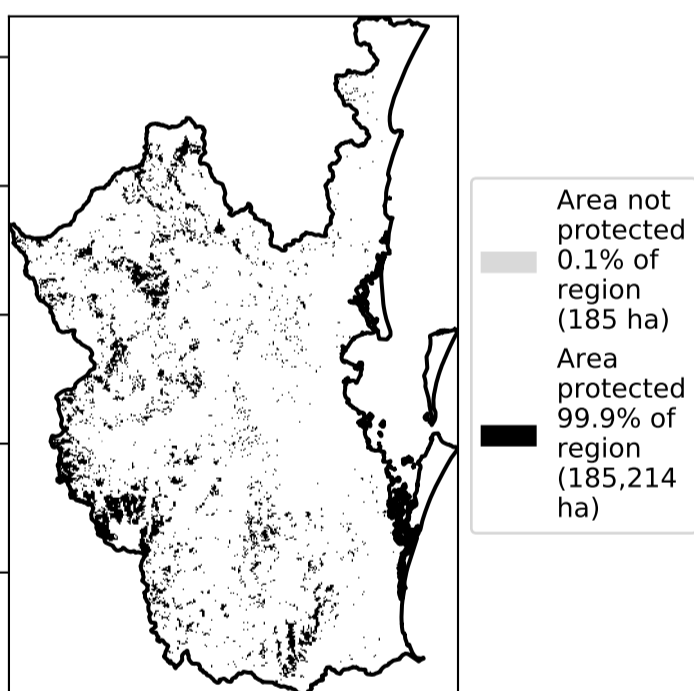 Area not
protected
0.1% of
region
(185 ha)
Area
protected
99.9% of
region
(185,214
ha)